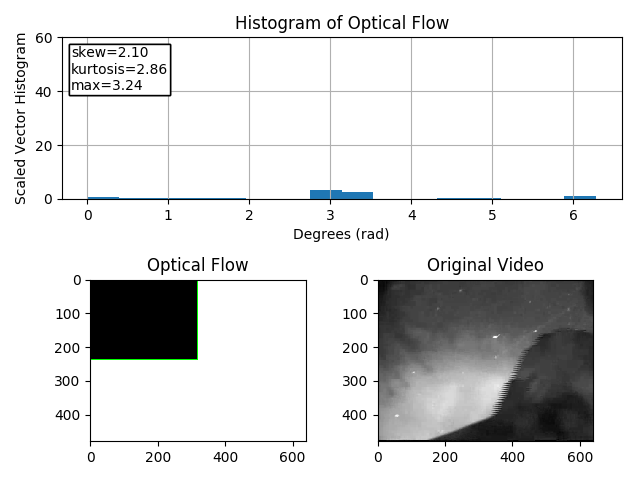 Histogram of Optical Flow
Scaled Vector Histogram
60
40
20
0
skew=2.10
kurtosis=2.86
max=3.24
0 1 2 3 4 5 6
Degrees (rad)
Optical Flow
0
100
200
300
400
0 200 400 600
Original Video
0
100
200
300
400
0 200 400 600